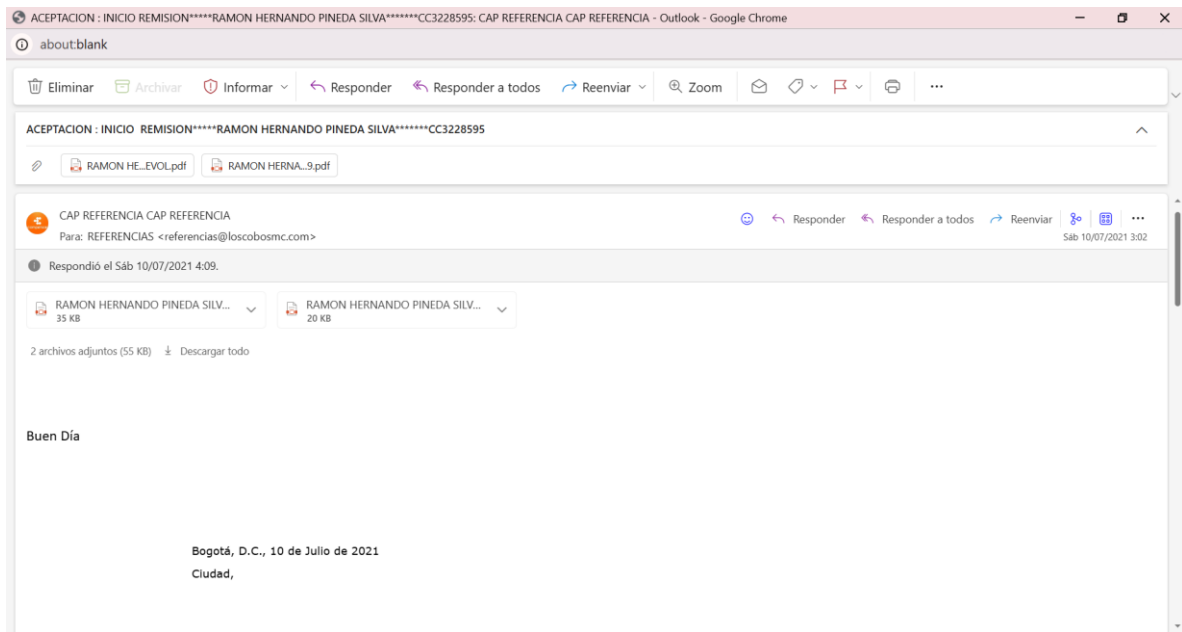 ACEPTACION : INICIO REMISION*****RAMON HERNANDO PINEDA SILVA*******CC3228595: CAP REFERENCIA CAP REFERENCIA - Outlook - Google Chrome
about:blank
Eliminar Archivar Informar Responder Responder a todos Reenviar Zoom
ACEPTACION : INICIO REMISION*****RAMON HERNANDO PINEDA SILVA*******CC3228595
RAMON HE...EVOL.pdf RAMON HERNA...9.pdf
CAP REFERENCIA CAP REFERENCIA
Responder Responder a todos Reenviar
Para: REFERENCIAS <referencias@loscobosmc.com>
Sáb 10/07/2021 3:02
Respondió el Sáb 10/07/2021 4:09.
RAMON HERNANDO PINEDA SILV... RAMON HERNANDO PINEDA SILV...
35 KB 20 KB
2 archivos adjuntos (55 KB) Descargar todo
Buen Día
Bogotá, D.C., 10 de Julio de 2021
Ciudad,